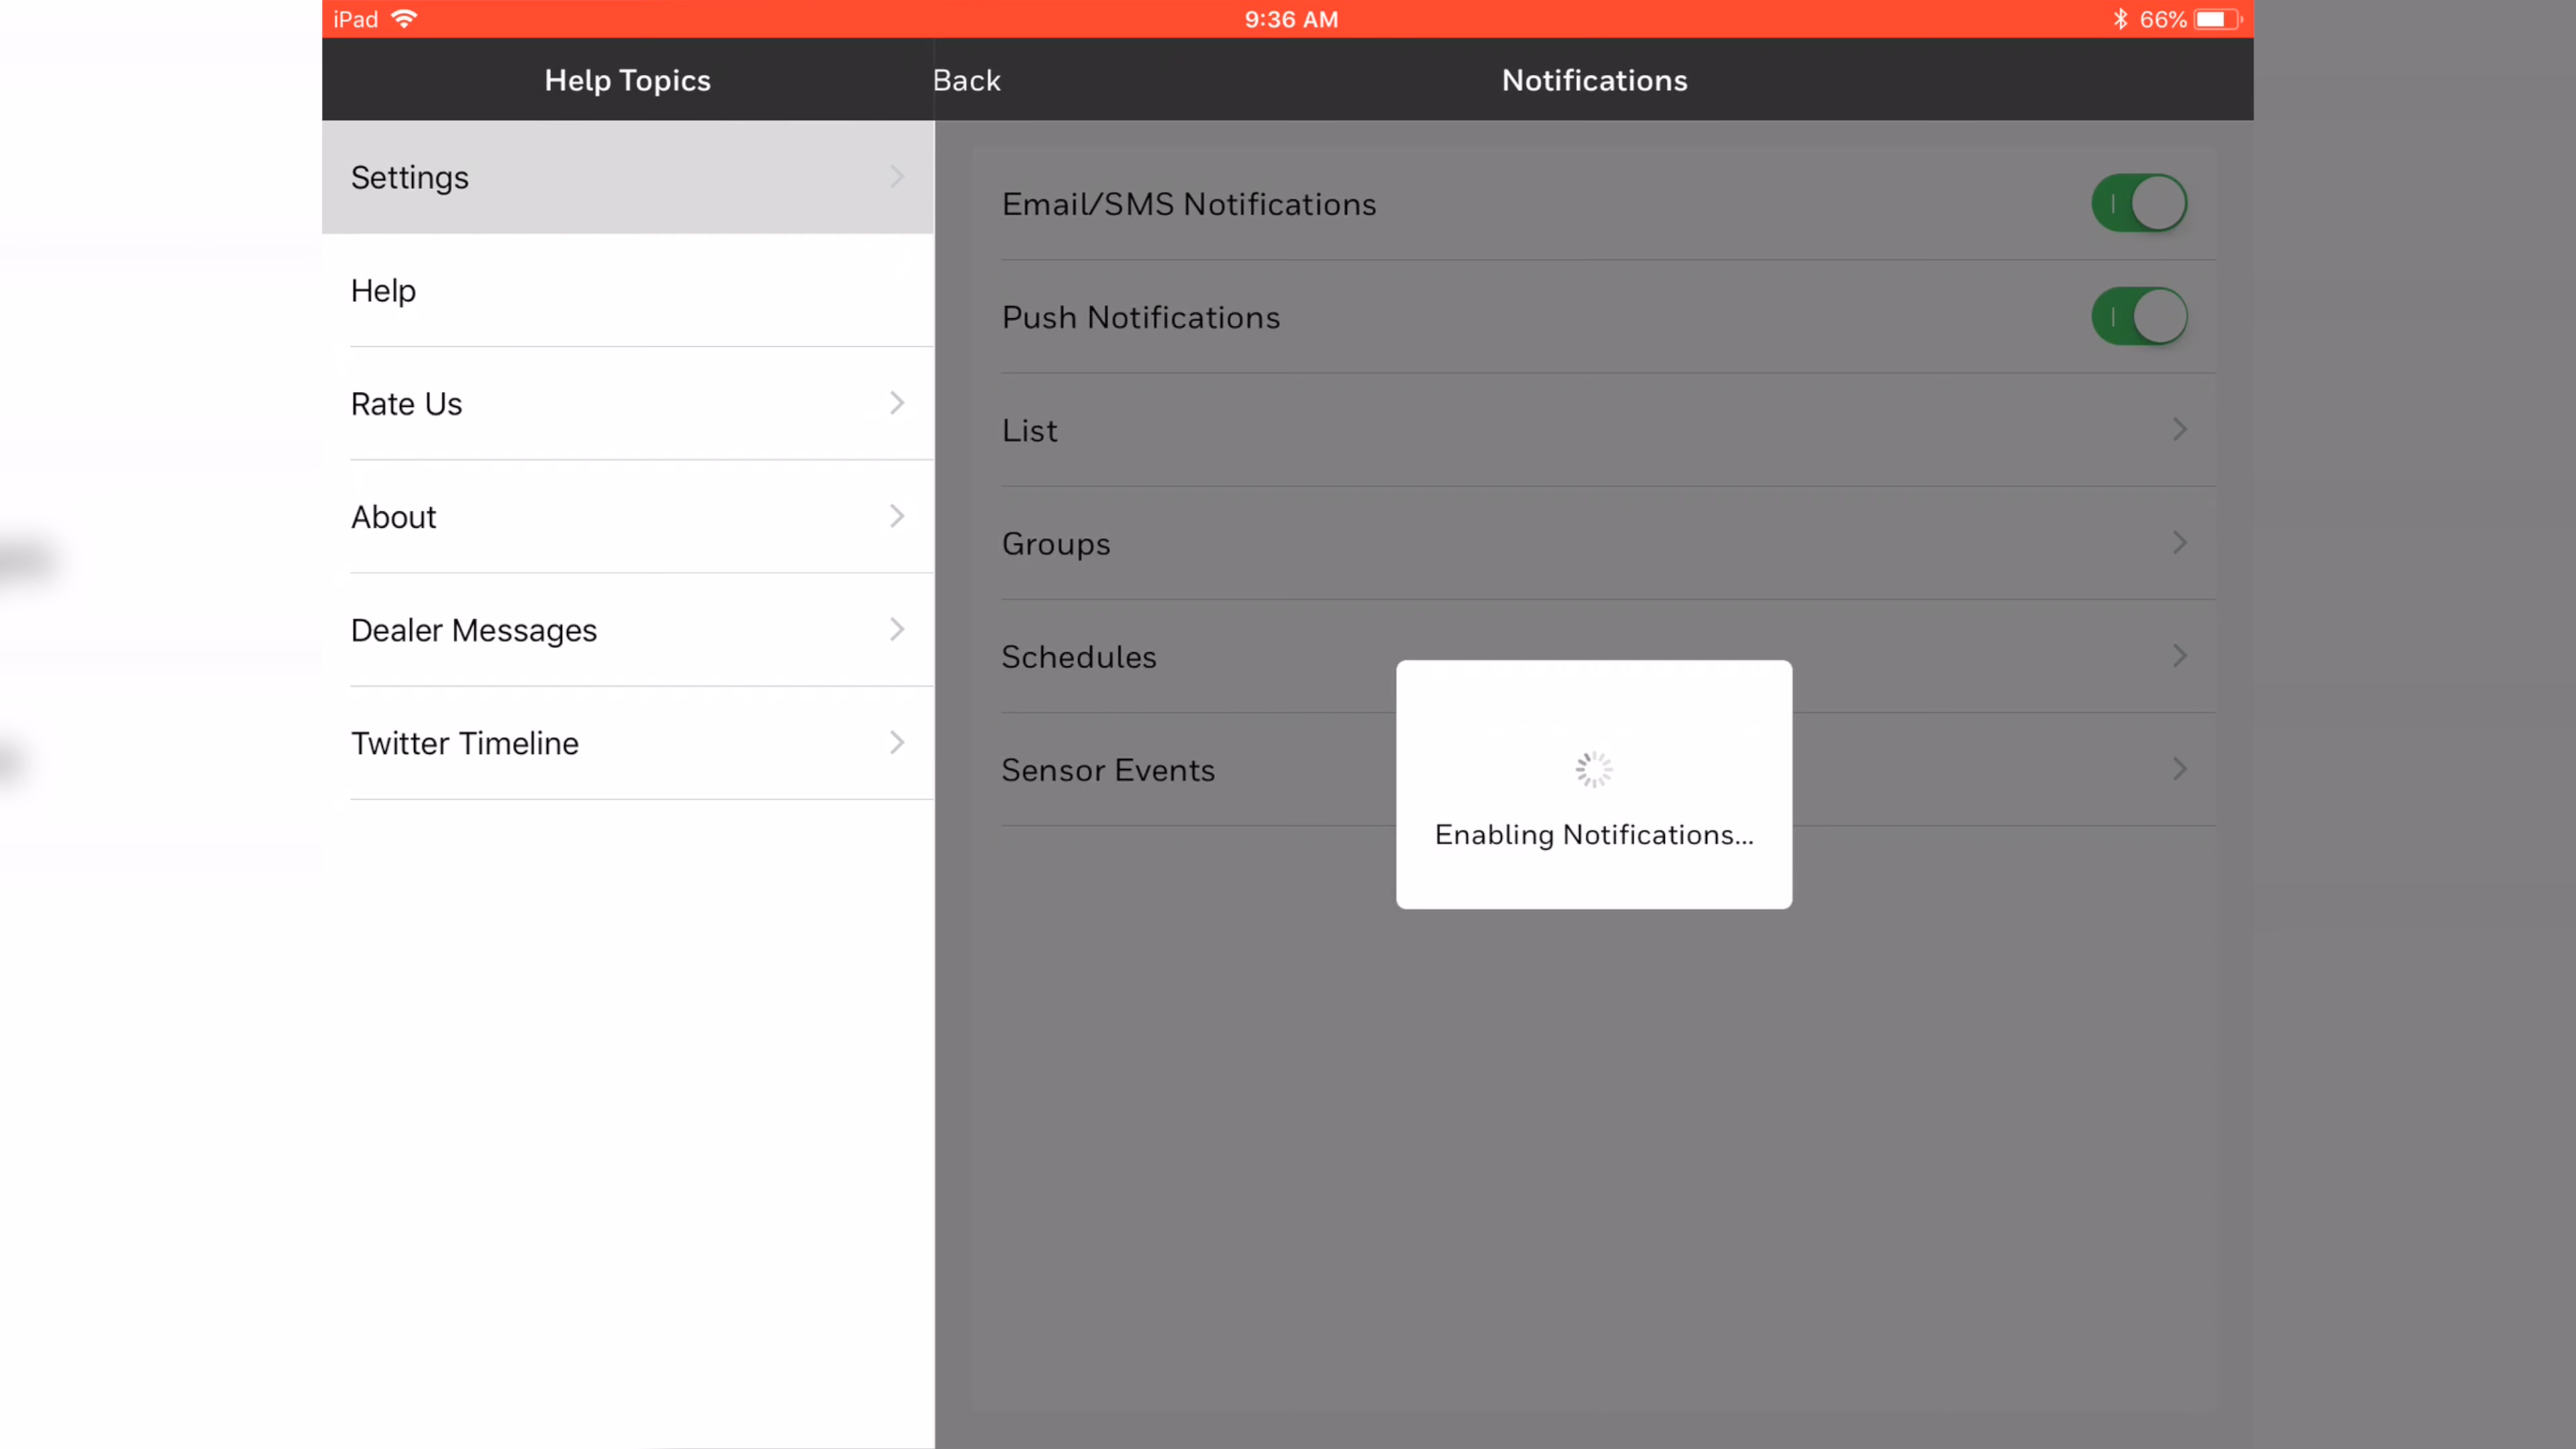 iPad
9:36 AM
66%
Help Topics
Back
Notifications
Settings
Help
Rate Us
About
Dealer Messages
Twitter Timeline
Email/SMS Notifications
Push Notifications
List
Groups
Schedules
Sensor Events
Enabling Notifications...